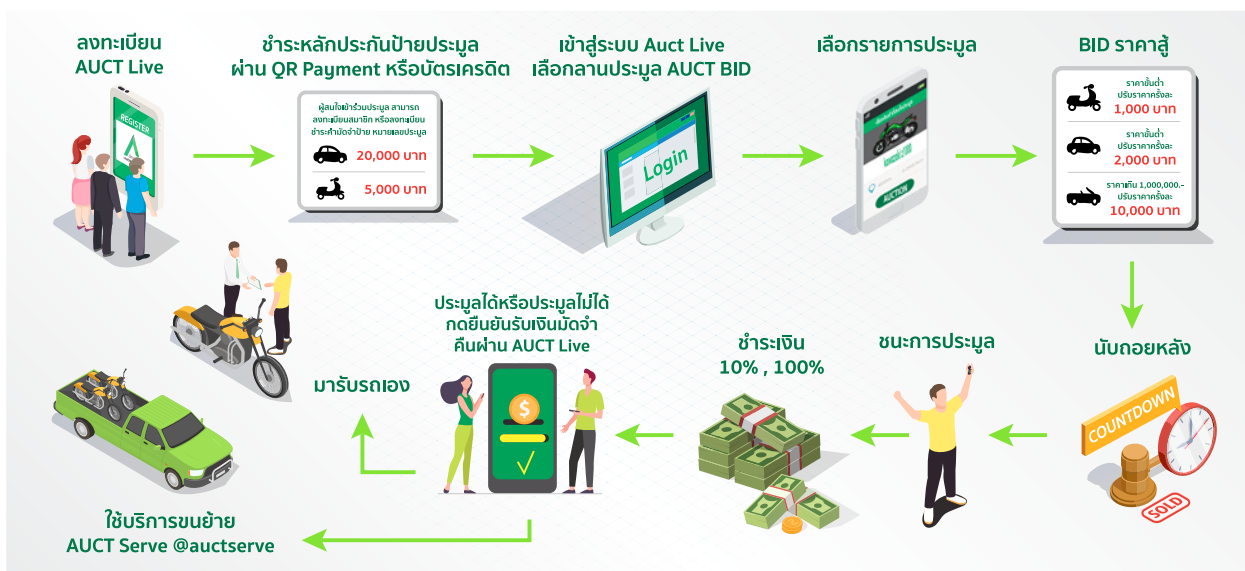 ลงทะเบียน
AUCT Live
REGISTER
ชำระหลักประกันป้ายประมูล
ผ่าน QR Payment หรือบัตรเครดิต
ผู้สนใจเข้าร่วมประมูล สามารถ
ลงทะเบียนสมาชิก หรือลงทะเบียน
ชำระค่ามัดจำป้าย หมายเลขประมูล
20,000 บาท
5,000 บาท
เข้าสู่ระบบ Auct Live
เลือกลานประมูล AUCT BID
Login
เลือกรายการประมูล
AUCTION
BID ราคาสู้
ราคาขั้นต่ำ
ปรับราคาครั้งละ
1,000 บาท
ราคาขั้นต่ำ
ปรับราคาครั้งละ
2,000 บาท
ราคาเกิน 1,000,000.-
ปรับราคาครั้งละ
10,000 บาท
นับถอยหลัง
COUNTDOWN
SOLD
ชนะการประมูล
ชำระเงิน
10% , 100%
ประมูลได้หรือประมูลไม่ได้
กดยืนยันรับเงินมัดจำ
คืนผ่าน AUCT Live
มารับรถเอง
ใช้บริการขนย้าย
AUCT Serve @auctserve